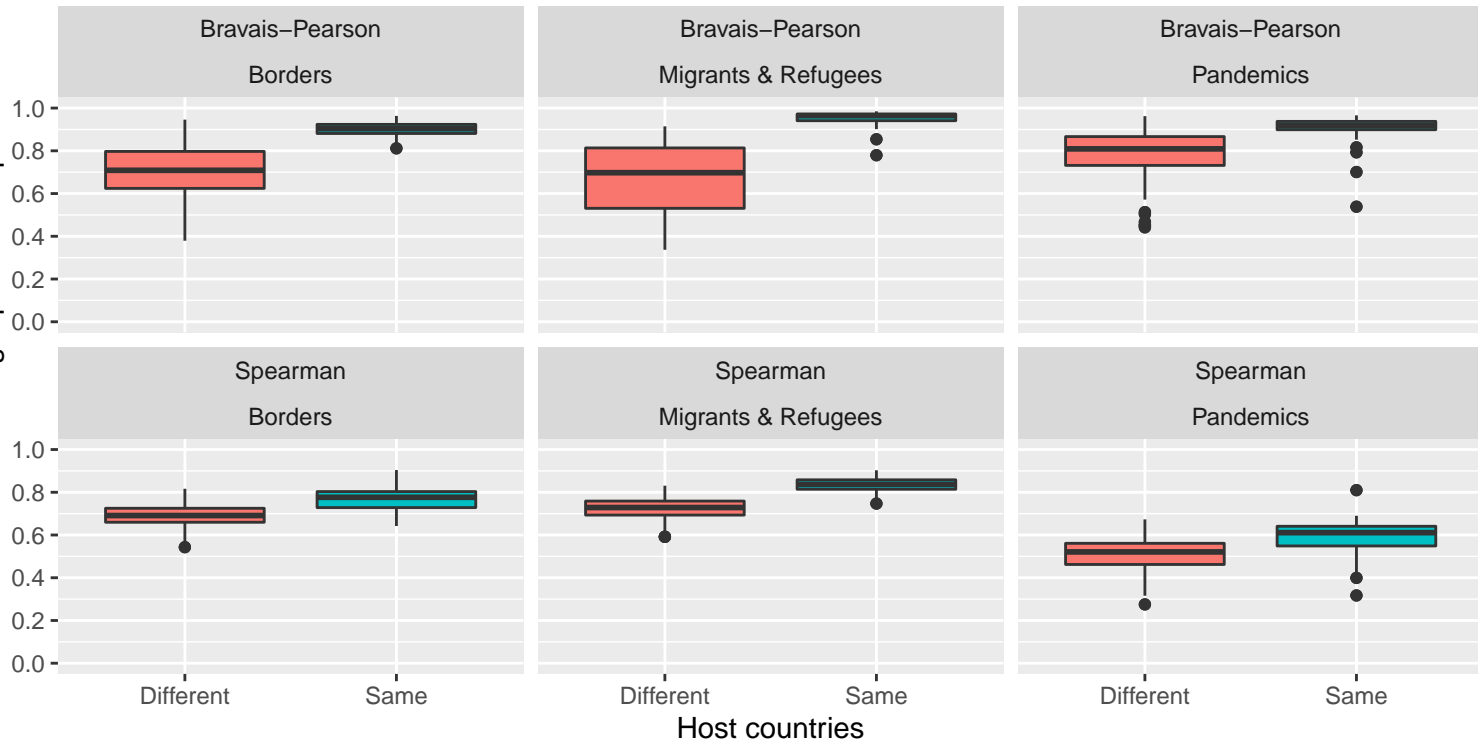 Bravais−Pearson
Borders
Bravais−Pearson
Migrants & Refugees
Bravais−Pearson
Pandemics
1.0
0.8
0.6
0.4
0.2
0.0
Spearman
Borders
Spearman
Migrants & Refugees
Spearman
Pandemics
1.0
0.8
0.6
0.4
0.2
0.0
Different
Same
Different
Same
Different
Same
Host countries